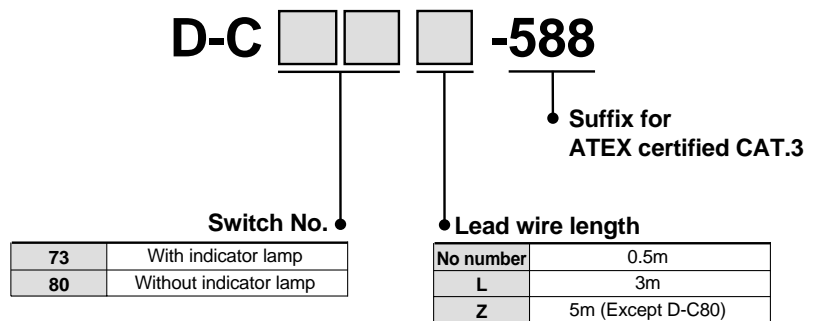 D-C -588
Suffix for
ATEX certified CAT.3
Switch No.
73 With indicator lamp
80 Without indicator lamp
Lead wire length
No number 0.5m
L 3m
Z 5m (Except D-C80)